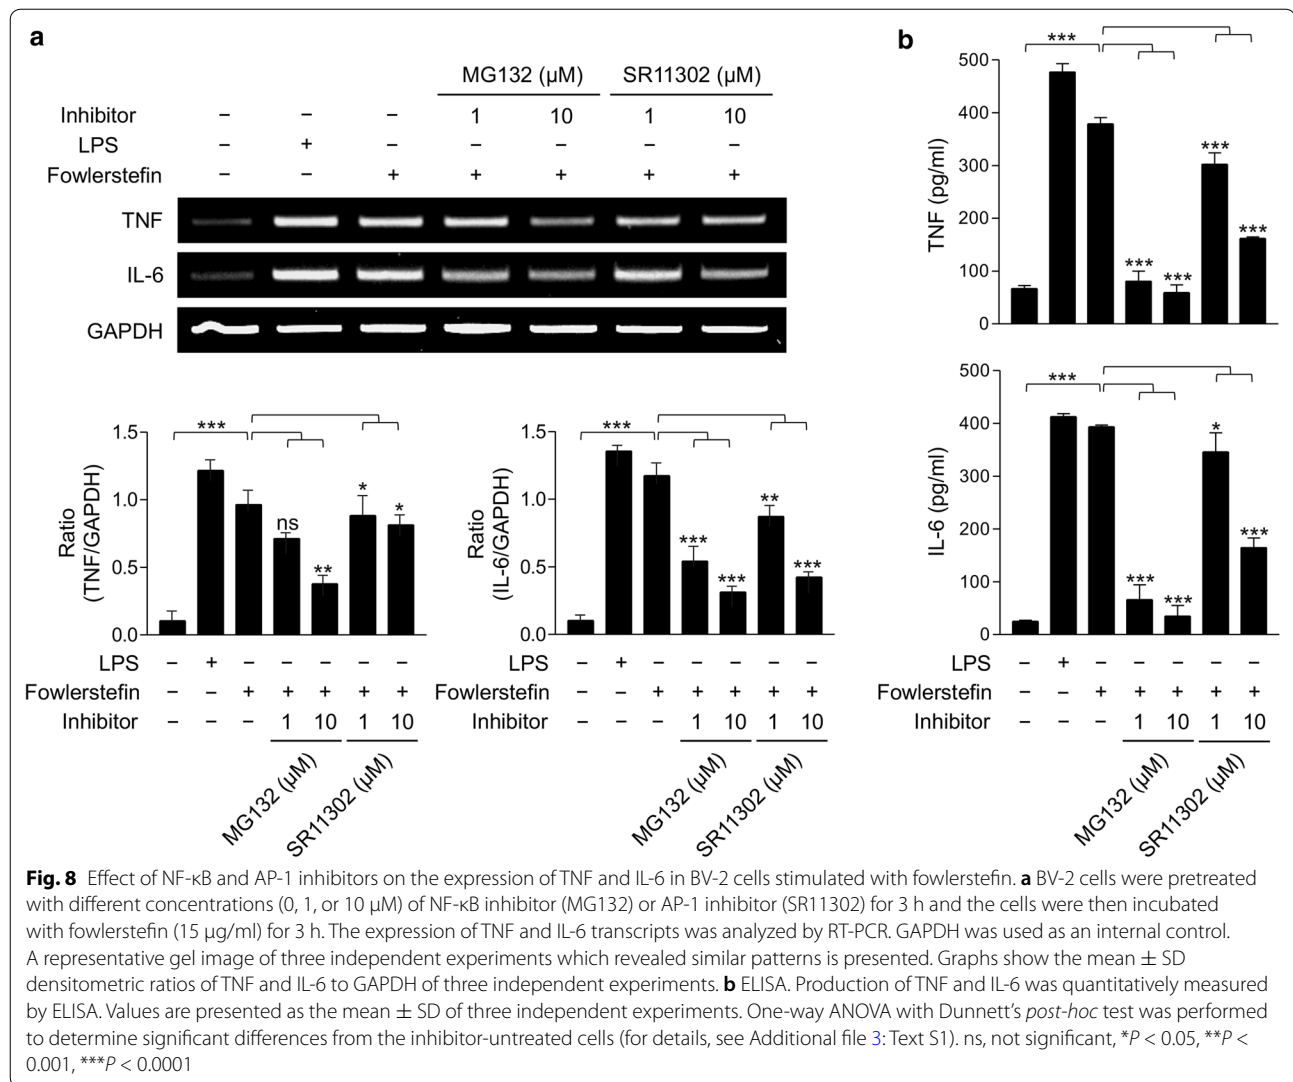 a
MG132 (µM) SR11302 (µM)
Inhibitor – – – 1 10 1 10
LPS – + – – – – –
Fowlerstefin – – + + + + +
TNF
IL-6
GAPDH
Ratio
(TNF/GAPDH)
1.5
1.0
0.5
0.0
***
ns
**
*
*
LPS – + – – – – –
Fowlerstefin – – + + + + +
Inhibitor – – – 1 10 1 10
MG132 (µM)
SR11302 (µM)
Ratio
(IL-6/GAPDH)
1.5
1.0
0.5
0.0
***
***
***
**
***
LPS – + – – – – –
Fowlerstefin – – + + + + +
Inhibitor – – – 1 10 1 10
MG132 (µM)
SR11302 (µM)
b
TNF (pg/ml)
500
400
300
200
100
0
***
***
***
***
***
IL-6 (pg/ml)
500
400
300
200
100
0
***
***
***
*
***
LPS – + – – – – –
Fowlerstefin – – + + + + +
Inhibitor – – – 1 10 1 10
MG132 (µM)
SR11302 (µM)
Fig. 8 Effect of NF-κB and AP-1 inhibitors on the expression of TNF and IL-6 in BV-2 cells stimulated with fowlerstefin. a BV-2 cells were pretreated
with different concentrations (0, 1, or 10 µM) of NF-κB inhibitor (MG132) or AP-1 inhibitor (SR11302) for 3 h and the cells were then incubated
with fowlerstefin (15 µg/ml) for 3 h. The expression of TNF and IL-6 transcripts was analyzed by RT-PCR. GAPDH was used as an internal control.
A representative gel image of three independent experiments which revealed similar patterns is presented. Graphs show the mean ± SD
densitometric ratios of TNF and IL-6 to GAPDH of three independent experiments. b ELISA. Production of TNF and IL-6 was quantitatively measured
by ELISA. Values are presented as the mean ± SD of three independent experiments. One-way ANOVA with Dunnett's post-hoc test was performed
to determine significant differences from the inhibitor-untreated cells (for details, see Additional file 3: Text S1). ns, not significant, *P < 0.05, **P <
0.001, ***P < 0.0001